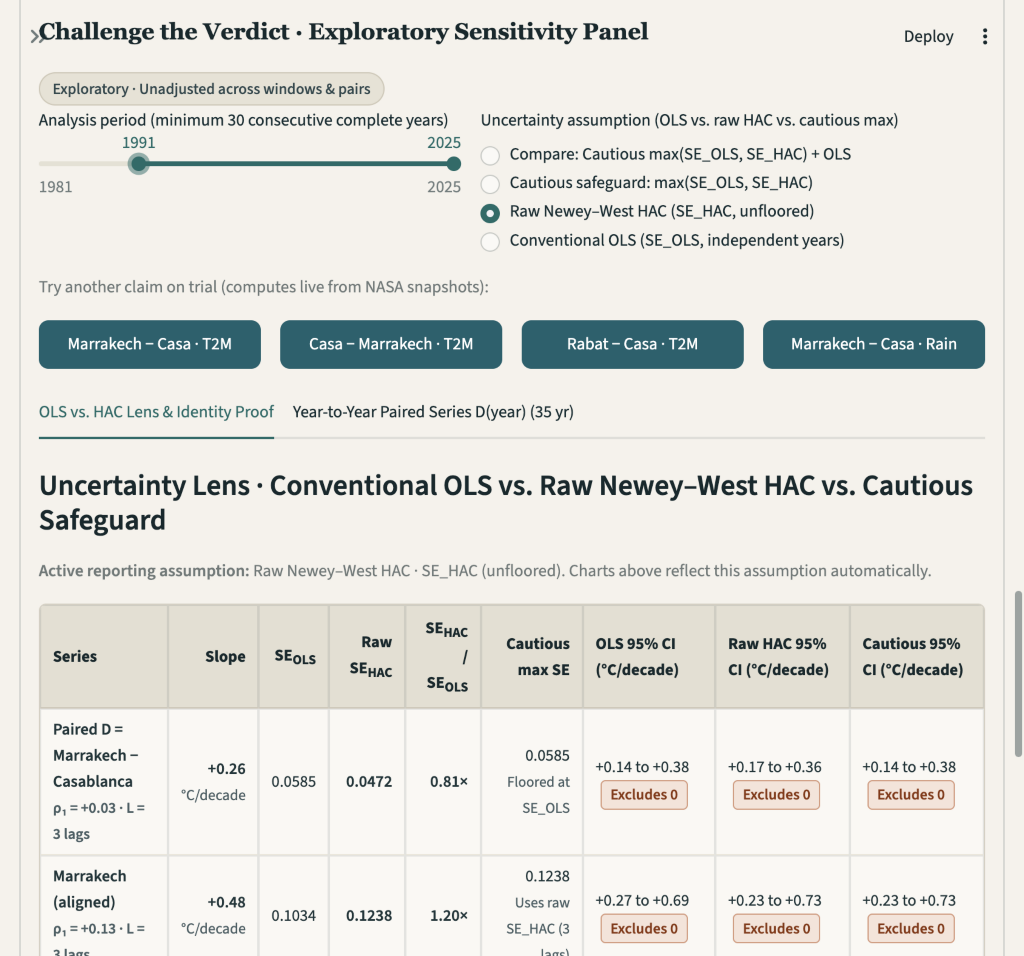 Challenge the Verdict · Exploratory Sensitivity Panel
Deploy
Exploratory · Unadjusted across windows & pairs
Analysis period (minimum 30 consecutive complete years)
1991
2025
1981
2025
Uncertainty assumption (OLS vs. raw HAC vs. cautious max)
Compare: Cautious max(SE_OLS, SE_HAC) + OLS
Cautious safeguard: max(SE_OLS, SE_HAC)
Raw Newey–West HAC (SE_HAC, unfloored)
Conventional OLS (SE_OLS, independent years)
Try another claim on trial (computes live from NASA snapshots):
Marrakech − Casa · T2M
Casa − Marrakech · T2M
Rabat − Casa · T2M
Marrakech − Casa · Rain
OLS vs. HAC Lens & Identity Proof
Year-to-Year Paired Series D(year) (35 yr)
Uncertainty Lens · Conventional OLS vs. Raw Newey–West HAC vs. Cautious
Safeguard
Active reporting assumption: Raw Newey–West HAC · SE_HAC (unfloored). Charts above reflect this assumption automatically.
Series
Slope
SEOLS
Raw
SEHAC
SEHAC
/
SEOLS
Cautious
max SE
OLS 95% CI
(°C/decade)
Raw HAC 95%
CI (°C/decade)
Cautious 95%
CI (°C/decade)
Paired D =
Marrakech −
Casablanca
ρ₁ = +0.03 · L =
3 lags
+0.26
°C/decade
0.0585
0.0472
0.81×
0.0585
Floored at
SE_OLS
+0.14 to +0.38
Excludes 0
+0.17 to +0.36
Excludes 0
+0.14 to +0.38
Excludes 0
Marrakech
(aligned)
ρ₁ = +0.13 · L =
3 lags
+0.48
°C/decade
0.1034
0.1238
1.20×
0.1238
Uses raw
SE_HAC (3
lags)
+0.27 to +0.69
Excludes 0
+0.23 to +0.73
Excludes 0
+0.23 to +0.73
Excludes 0